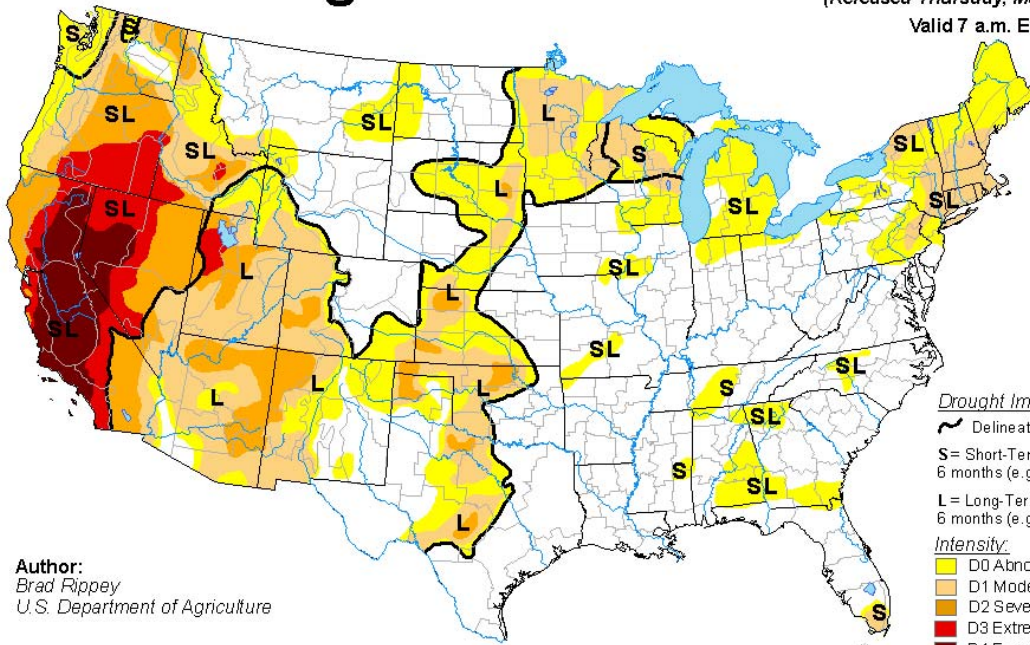 (Released Thursday, M
Valid 7 a.m. E
S
S
SL
SL
SL
SL
L
L
L
SL
L
S
L
L
L
L
SL
SL
SL
SL
SL
S
SL
SL
S
SL
S
Drought Im
Delineat
S = Short-Ter
6 months (e.g
L = Long-Ter
6 months (e.g
Intensity:
D0 Abno
D1 Mode
D2 Seve
D3 Extre
Author:
Brad Rippey
U.S. Department of Agriculture